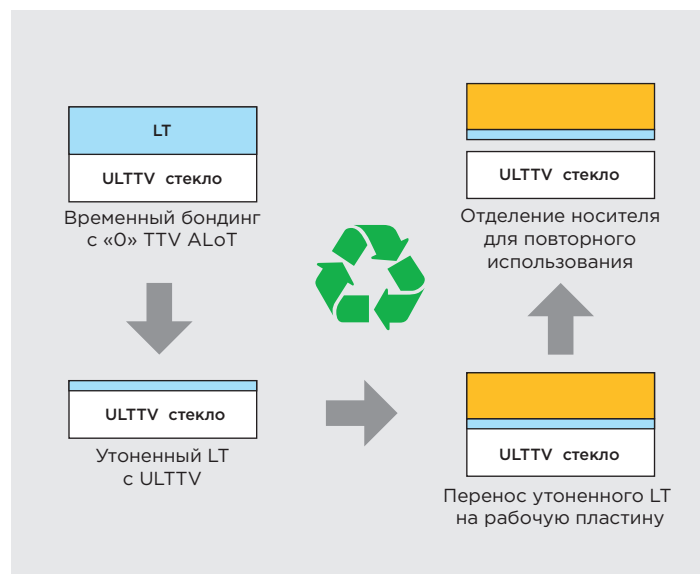 LT
ULTTV стекло
Временный бондинг
с «0» TTV ALoT
ULTTV стекло
Утоненный LT
с ULTTV
ULTTV стекло
Перенос утоненного LT
на рабочую пластину
ULTTV стекло
Отделение носителя
для повторного
использования